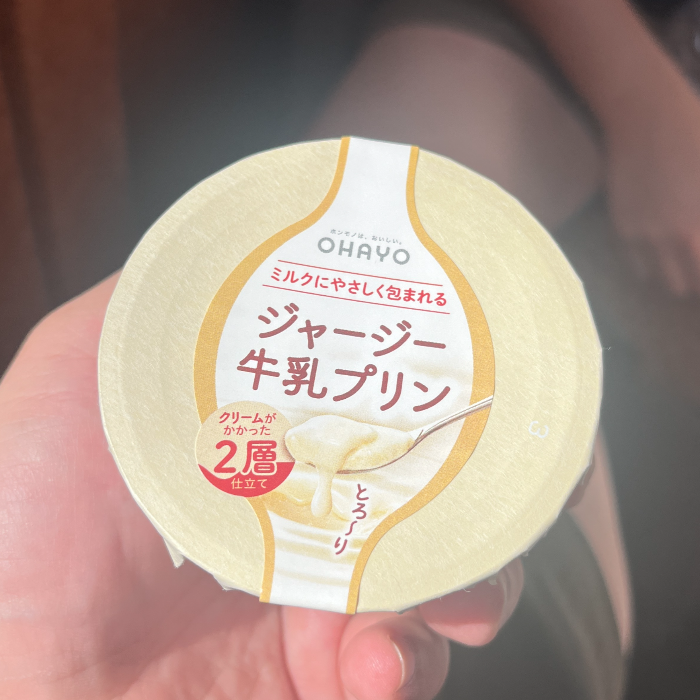 ホンモノは、おいしい。
OHAYO
ミルクにやさしく包まれる
ジャージー
牛乳プリン
クリームが
かかった
2層
仕立て
とろ〜り